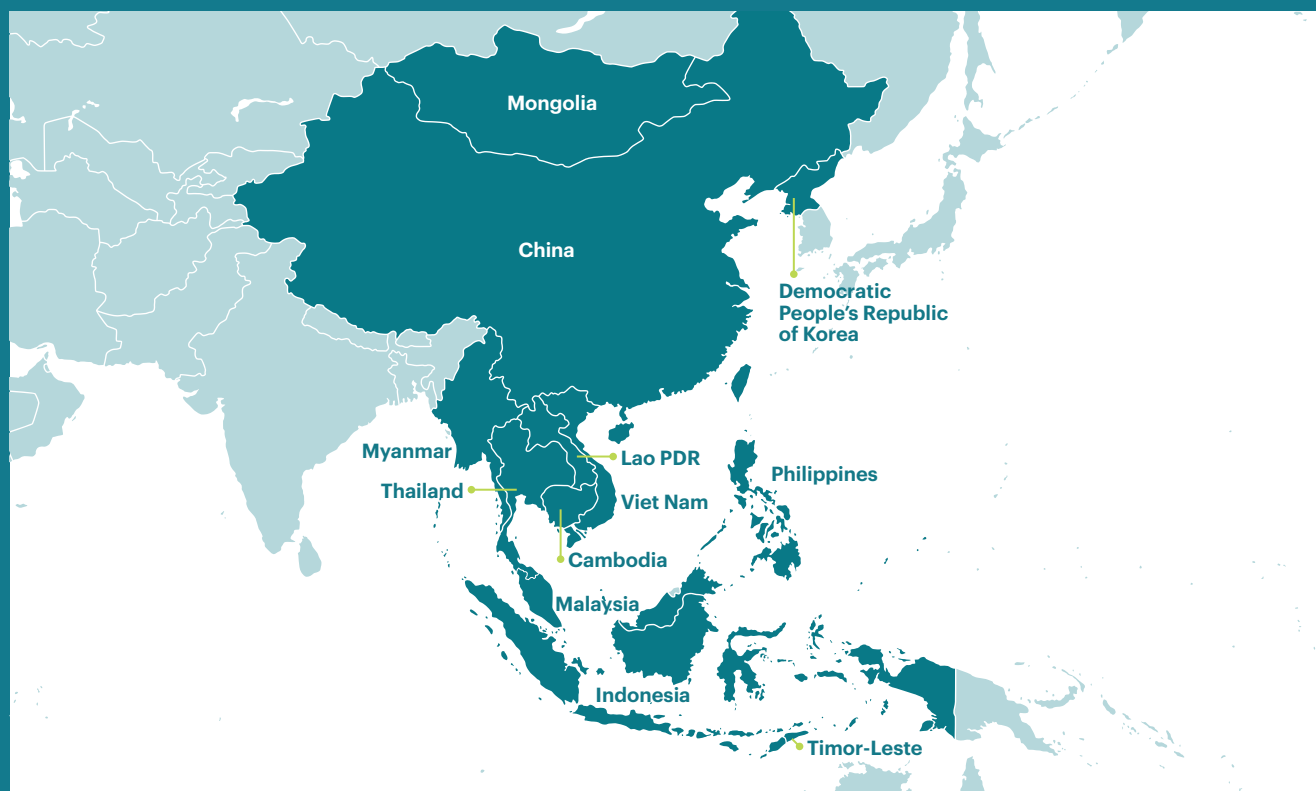 Mongolia
China
Democratic
People's Republic
of Korea
Myanmar
Lao PDR
Philippines
Thailand
Viet Nam
Cambodia
Malaysia
Indonesia
Timor-Leste